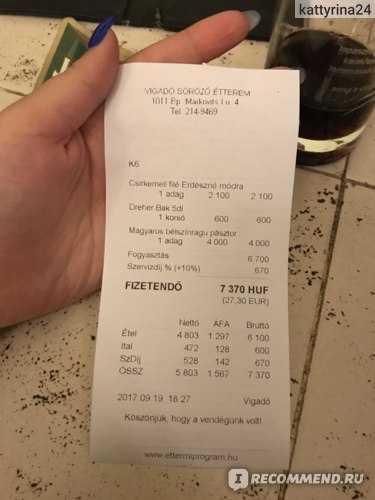 kattyrina24
VIGADÓ SÖRÖZŐ ÉTTEREM
1011 Bp. Markovits I.u. 4.
Tel. 214-9469
K6
Csirkemell filé Erdészné módra
1 adag 2 100 2 100
Dreher Bak 5dl
1 korsó 600 600
Magyaros bélszínragu pásztor
1 adag 4 000 4 000
Fogyasztás 6 700
Szervizdíj % (+10%) 670
FIZETENDŐ 7 370 HUF
(27,30 EUR)
Nettó ÁFA Bruttó
Étel 4 803 1 297 6 100
Ital 472 128 600
SzDíj 528 142 670
ÖSSZ 5 803 1 567 7 370
2017.09.19. 18:27 Vigadó
Köszönjük, hogy a vendégünk volt!
www.ettermiprogram.hu
IRECOMMEND.RU